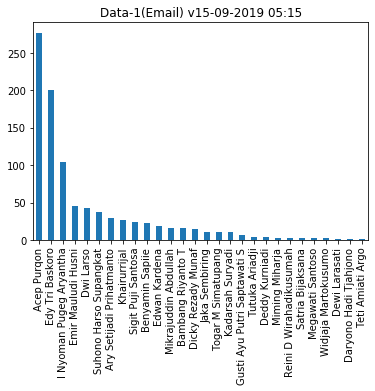 Data-1(Email) v15-09-2019 05:15
250
200
150
100
50
0
Acep Purqon
Edy Tri Baskoro
I Nyoman Pugeg Aryantha
Emir Mauludi Husni
Dwi Larso
Suhono Harso Supangkat
Ary Setijadi Prihatmanto
Khairurrijal
Sigit Puji Santosa
Benyamin Sapiie
Edwan Kardena
Mikrajuddin Abdullah
Bambang Riyanto T
Dicky Rezady Munaf
Jaka Sembiring
Togar M Simatupang
Kadarsah Suryadi
Gusti Ayu Putri Saptawati S
Tutuka Ariadji
Deddy Kurniadi
Miming Miharja
Reini D Wirahadikusumah
Satria Bijaksana
Megawati Santoso
Widjaja Martokusumo
Dewi Larasati
Daryono Hadi Tjahjono
Teti Armiati Argo